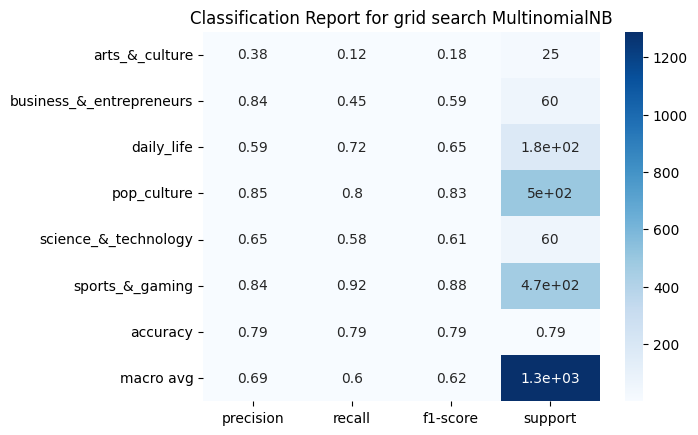 Classification Report for grid search MultinomialNB
arts_&_culture 0.38 0.12 0.18 25
business_&_entrepreneurs 0.84 0.45 0.59 60
daily_life 0.59 0.72 0.65 1.8e+02
pop_culture 0.85 0.8 0.83 5e+02
science_&_technology 0.65 0.58 0.61 60
sports_&_gaming 0.84 0.92 0.88 4.7e+02
accuracy 0.79 0.79 0.79 0.79
macro avg 0.69 0.6 0.62 1.3e+03
precision recall f1-score support
1200
1000
800
600
400
200